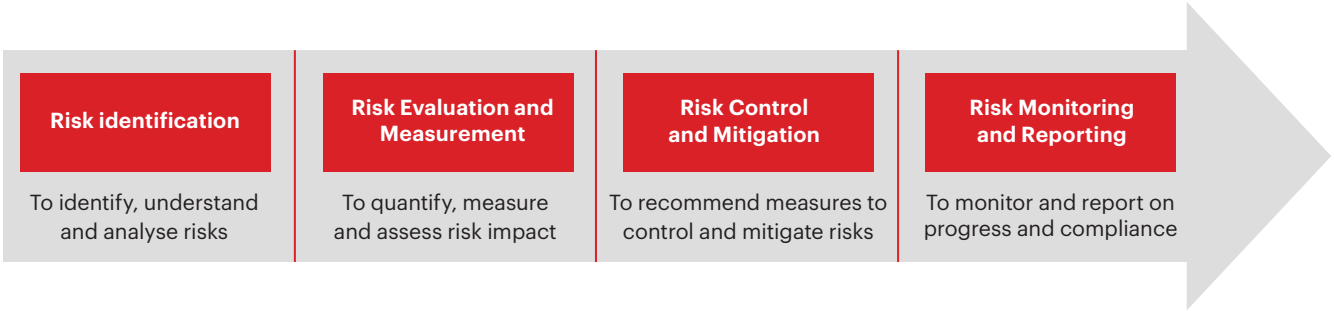 Risk identification
To identify, understand
and analyse risks
Risk Evaluation and
Measurement
To quantify, measure
and assess risk impact
Risk Control
and Mitigation
To recommend measures to
control and mitigate risks
Risk Monitoring
and Reporting
To monitor and report on
progress and compliance